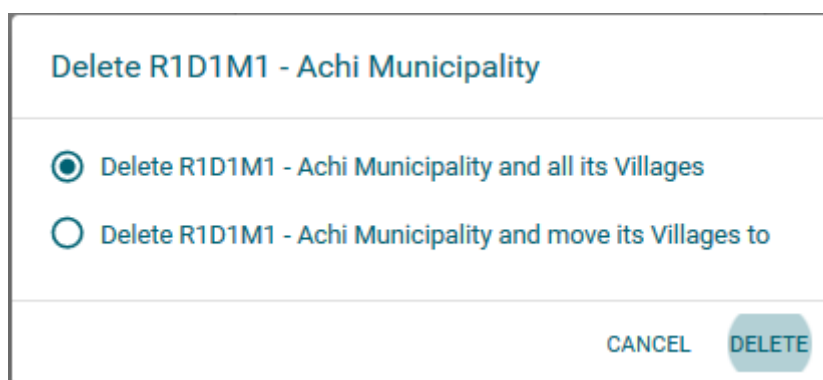 Delete R1D1M1 - Achi Municipality
Delete R1D1M1 - Achi Municipality and all its Villages
Delete R1D1M1 - Achi Municipality and move its Villages to
CANCEL DELETE